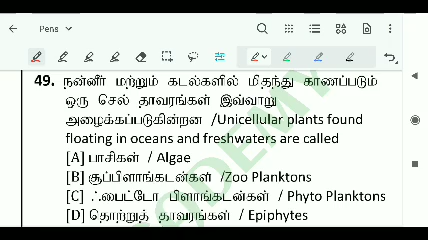 Pens
49. நன்னீர் மற்றும் கடல்களில் மிதந்து காணப்படும்
ஒரு செல் தாவரங்கள் இவ்வாறு
அழைக்கப்படுகின்றன /Unicellular plants found
floating in oceans and freshwaters are called
[A] பாசிகள் / Algae
[B] சூப்பிளாங்கடன்கள் /Zoo Planktons
[C] ஃபைட்டோ பிளாங்கடன்கள் / Phyto Planktons
[D] தொற்றுத் தாவரங்கள் / Epiphytes